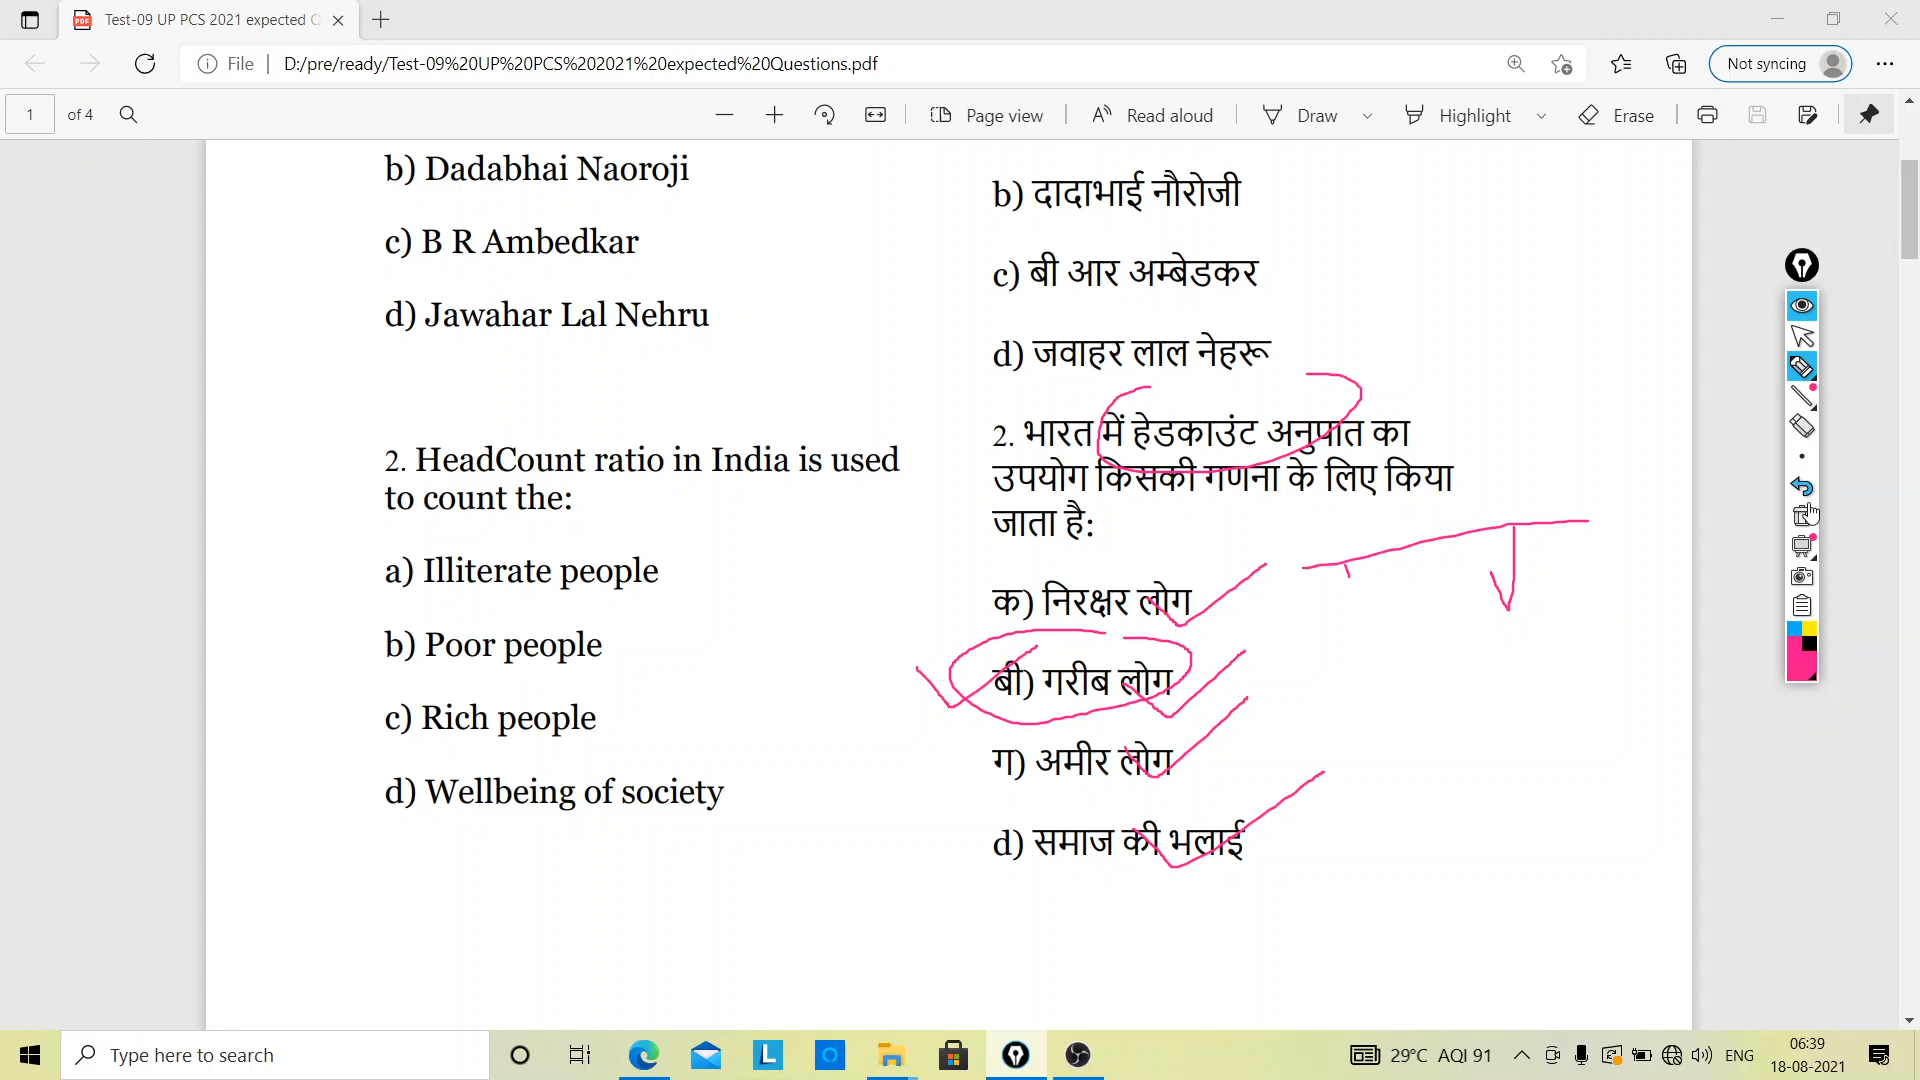 Test-09 UP PCS 2021 expected Q
File
D:/pre/ready/Test-09%20UP%20PCS%202021%20expected%20Questions.pdf
Not syncing
1 of 4
Page view
Read aloud
Draw
Highlight
Erase
b) Dadabhai Naoroji
c) B R Ambedkar
d) Jawahar Lal Nehru
2. HeadCount ratio in India is used
to count the:
a) Illiterate people
b) Poor people
c) Rich people
d) Wellbeing of society
b) दादाभाई नौरोजी
c) बी आर अम्बेडकर
d) जवाहर लाल नेहरू
2. भारत में हेडकाउंट अनुपात का
उपयोग किसकी गणना के लिए किया
जाता है:
क) निरक्षर लोग
बी) गरीब लोग
ग) अमीर लोग
d) समाज की भलाई
Type here to search
L
29°C AQI 91
ENG
06:39
18-08-2021